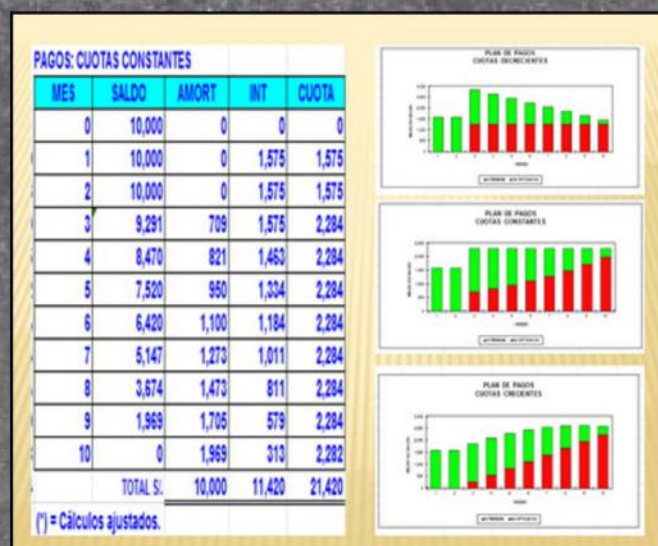 PAGOS: CUOTAS CONSTANTES
MES SALDO AMORT INT CUOTA
0 10,000 0 0 0
1 10,000 0 1,575 1,575
2 10,000 0 1,575 1,575
3 9,291 709 1,575 2,284
4 8,470 821 1,463 2,284
5 7,520 950 1,334 2,284
6 6,420 1,100 1,184 2,284
7 5,147 1,273 1,011 2,284
8 3,674 1,473 811 2,284
9 1,969 1,705 579 2,284
10 0 1,969 313 2,282
TOTAL S/. 10,000 11,420 21,420
(*) = Cálculos ajustados.
PLAN DE PAGOS
CUOTAS DECRECIENTES
PLAN DE PAGOS
CUOTAS CONSTANTES
PLAN DE PAGOS
CUOTAS CRECIENTES